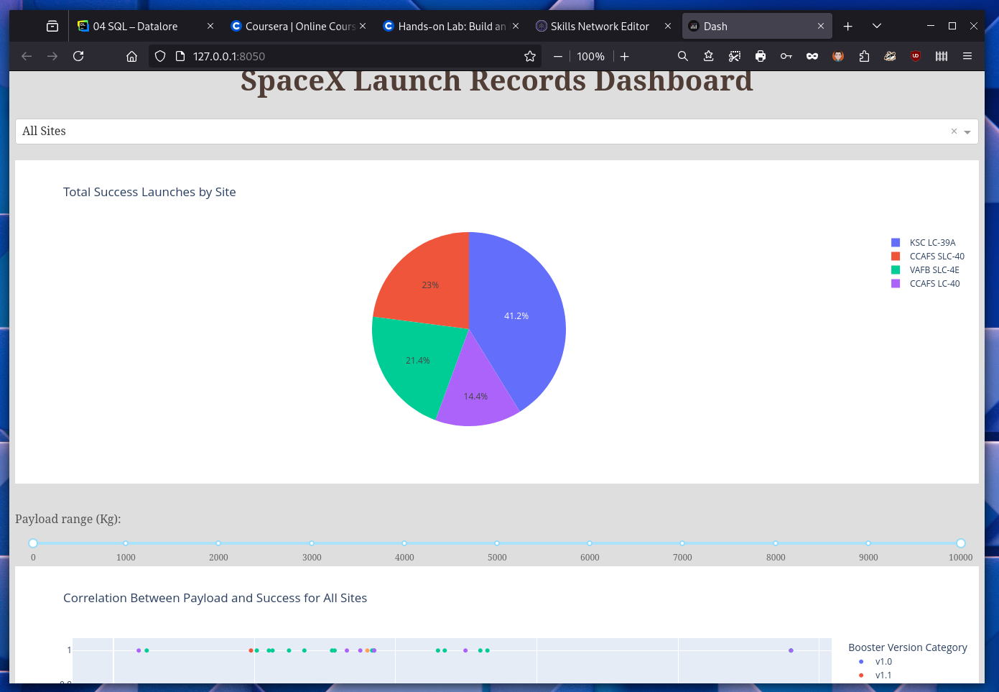 04 SQL – Datalore
Coursera | Online Cours
Hands-on Lab: Build an
Skills Network Editor
Dash
127.0.0.1:8050
100%
SpaceX Launch Records Dashboard
All Sites
Total Success Launches by Site
KSC LC-39A
CCAFS SLC-40
VAFB SLC-4E
CCAFS LC-40
23%
41.2%
21.4%
14.4%
Payload range (Kg):
0 1000 2000 3000 4000 5000 6000 7000 8000 9000 10000
Correlation Between Payload and Success for All Sites
1
Booster Version Category
v1.0
v1.1